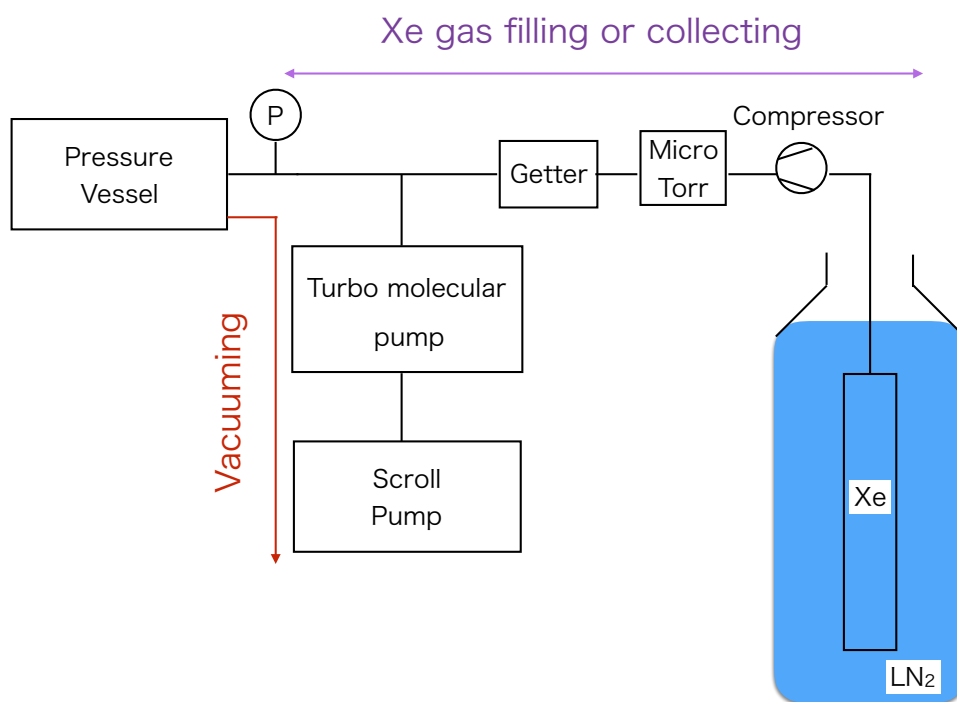 Xe gas filling or collecting
P
Compressor
Pressure
Vessel
Getter
Micro
Torr
Turbo molecular
pump
Vacuuming
Scroll
Pump
Xe
LN₂